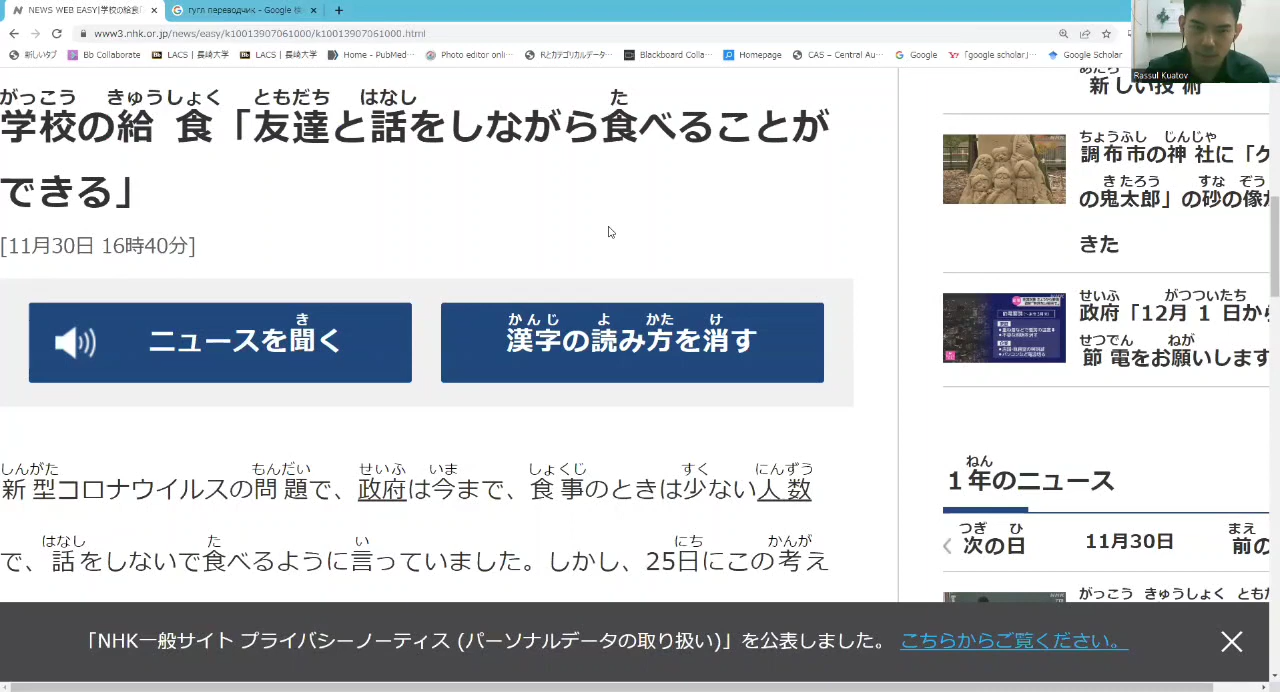 NEWS WEB EASY|学校の給食
гугл переводчик - Google 検
www3.nhk.or.jp/news/easy/k10013907061000/k10013907061000.html
新しいタブ Bb Collaborate LACS | 長崎大学 LACS | 長崎大学 Home - PubMed… Photo editor onli… Rとカテゴリカルデータ… Blackboard Colla… Homepage CAS – Central Au… Google 「google scholar」… Google Scholar
Rassul Kuatov
がっこう きゅうしょく ともだち はなし た
学校の給食「友達と話をしながら食べることが
できる」
[11月30日 16時40分]
き
ニュースを聞く
かんじ よ かた け
漢字の読み方を消す
しんがた もんだい せいふ いま しょくじ すく にんずう
新型コロナウイルスの問題で、政府は今まで、食事のときは少ない人数
はなし た い にち かんが
で、話をしないで食べるように言っていました。しかし、25日にこの考え
新しい技術
ちょうふし じんじゃ
調布市の神社に「ゲ
きたろう すな ぞう
の鬼太郎」の砂の像が
きた
せいふ がつついたち
政府「12月1日から
せつでん ねが
節電をお願いします
ねん
1年のニュース
つぎ ひ
次の日
11月30日
まえ
前の
がっこう きゅうしょく ともだ
「NHK一般サイト プライバシーノーティス (パーソナルデータの取り扱い)」を公表しました。 こちらからご覧ください。